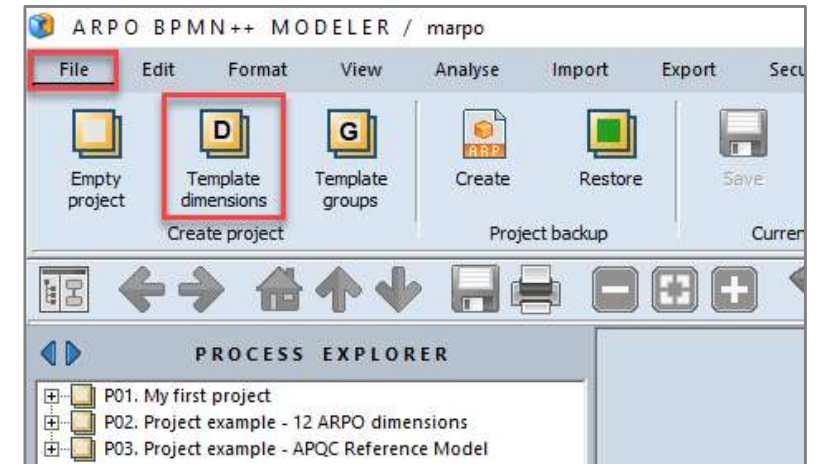 ARPO BPMN++ MODELER / marpo
File Edit Format View Analyse Import Export Secu
D G ARP
Empty project Template dimensions Template groups Create Restore Save
Create project Project backup Curren
PROCESS EXPLORER
P01. My first project
P02. Project example - 12 ARPO dimensions
P03. Project example - APQC Reference Model